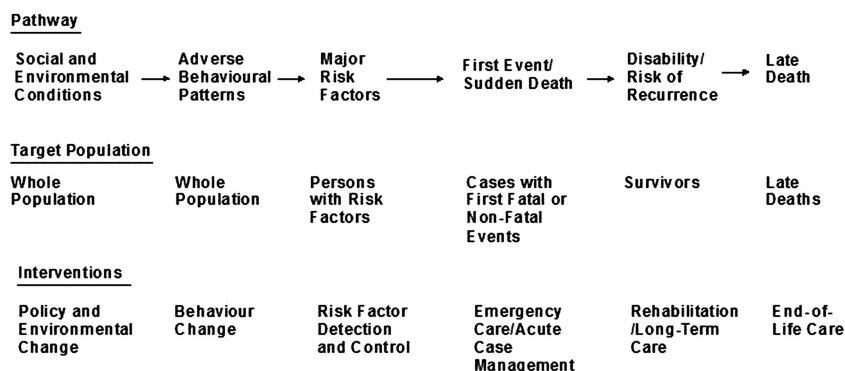 Pathway
Social and Environmental Conditions
Adverse Behavioural Patterns
Major Risk Factors
First Event/ Sudden Death
Disability/ Risk of Recurrence
Late Death
Target Population
Whole Population
Whole Population
Persons with Risk Factors
Cases with First Fatal or Non-Fatal Events
Survivors
Late Deaths
Interventions
Policy and Environmental Change
Behaviour Change
Risk Factor Detection and Control
Emergency Care/Acute Case Management
Rehabilitation /Long-Term Care
End-of- Life Care